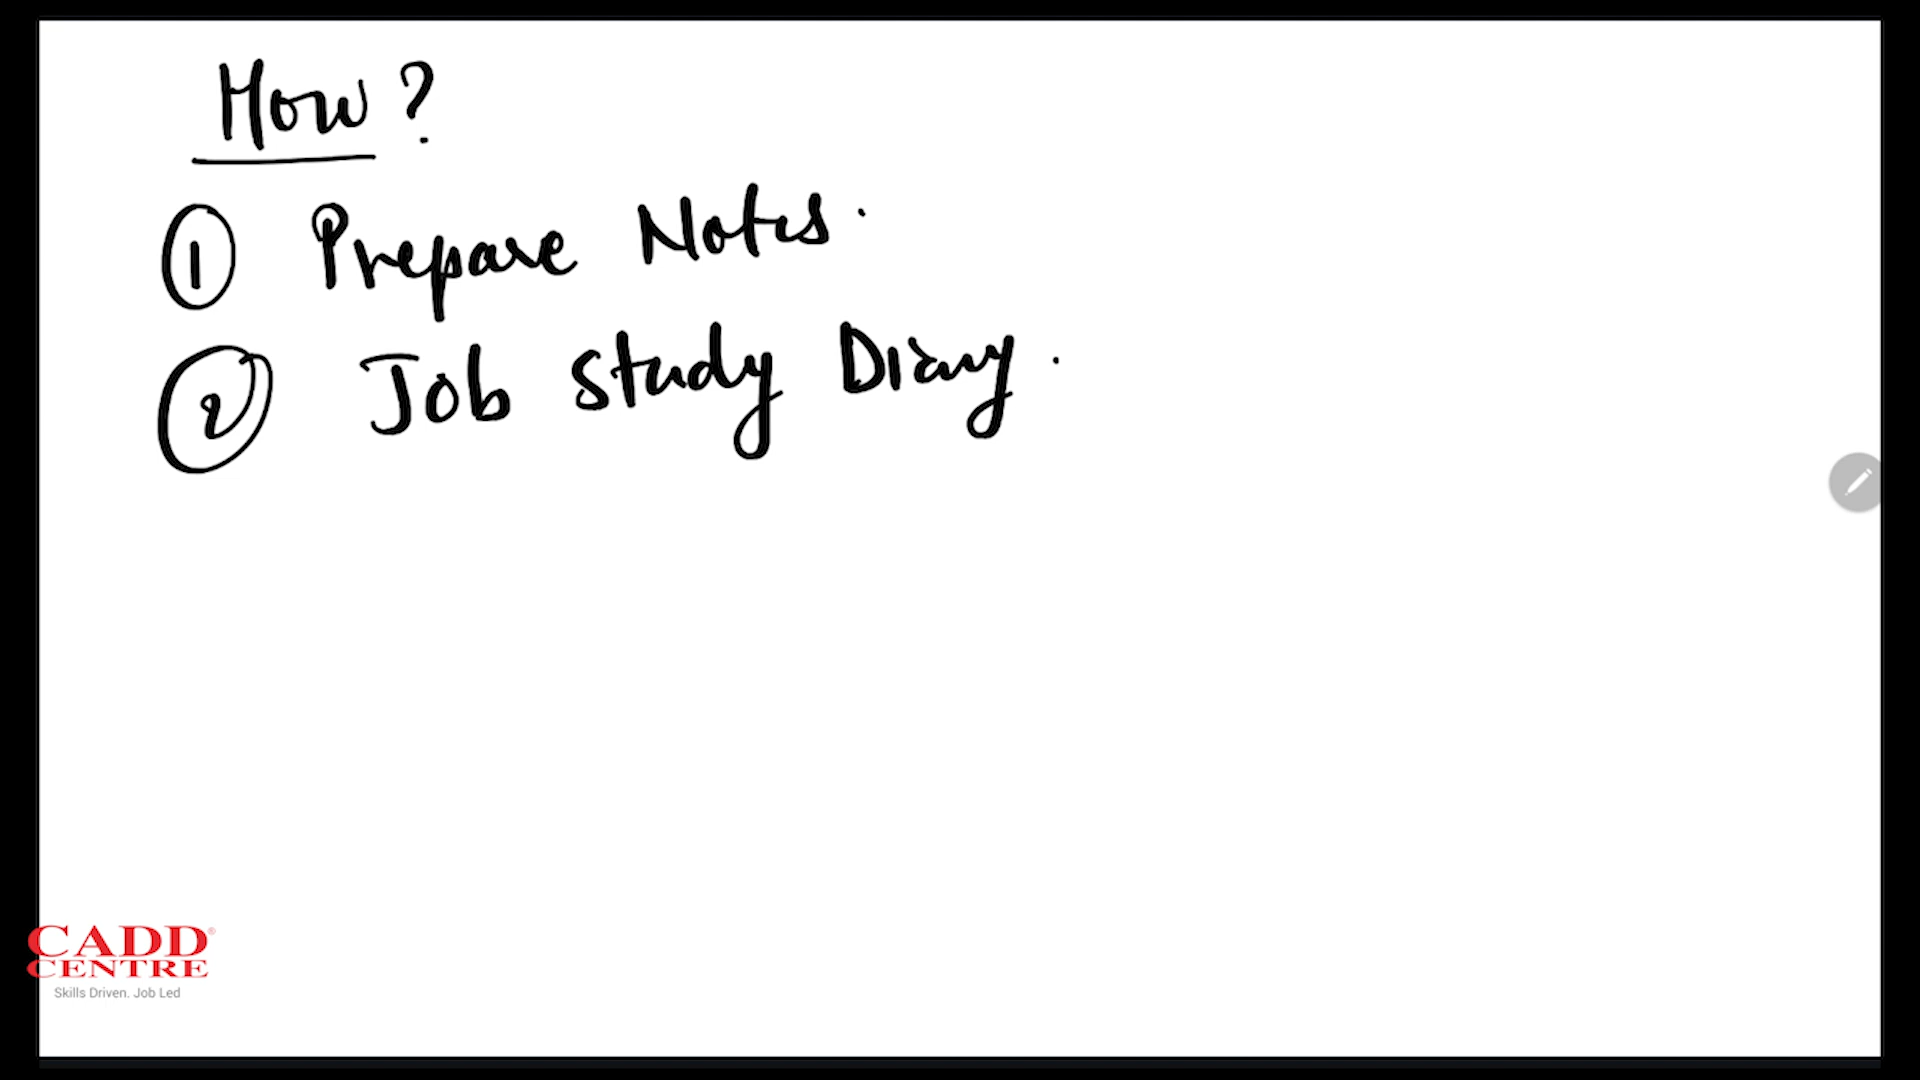 How?
1 Prepare Notes.
2 Job Study Diary.
CADD®
CENTRE
Skills Driven. Job Led